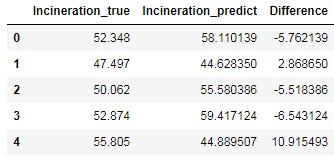 Incineration_true Incineration_predict Difference
0 52.348 58.110139 -5.762139
1 47.497 44.628350 2.868650
2 50.062 55.580386 -5.518386
3 52.874 59.417124 -6.543124
4 55.805 44.889507 10.915493